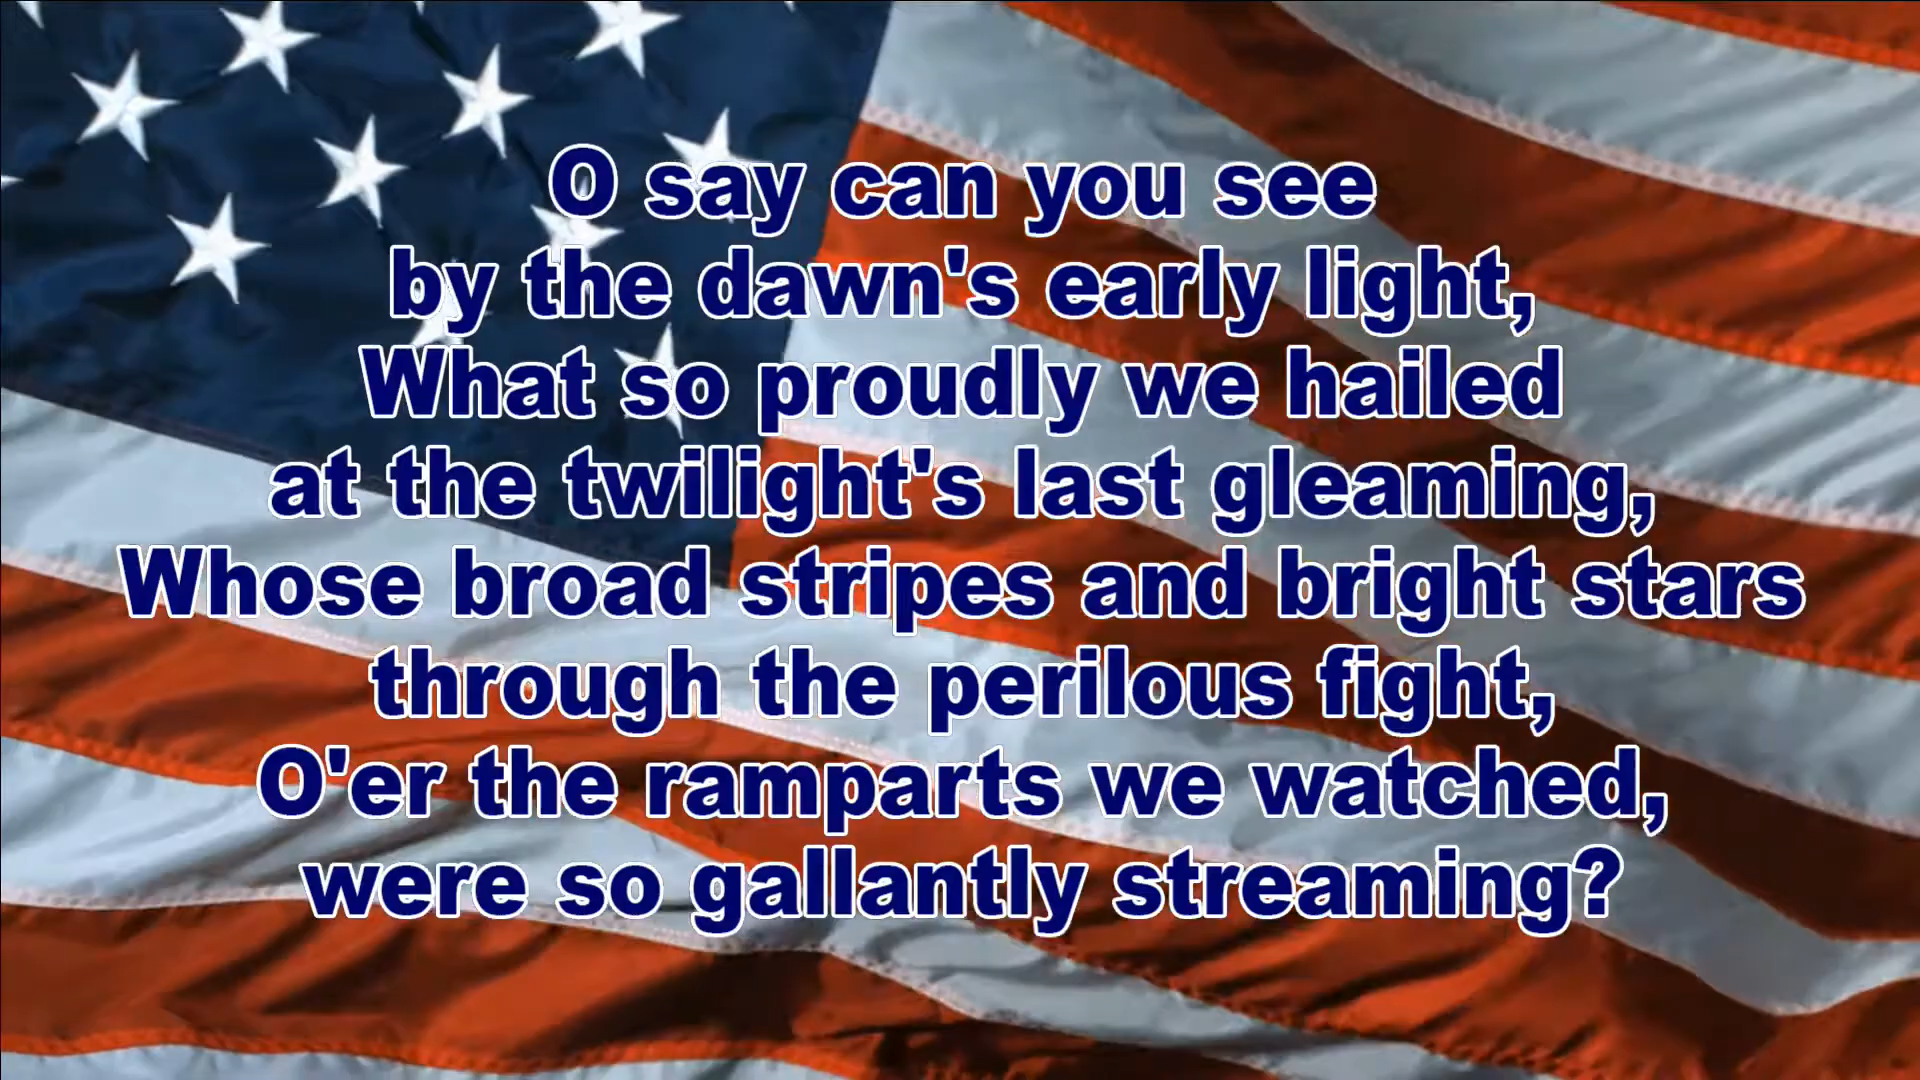 O say can you see
by the dawn's early light,
What so proudly we hailed
at the twilight's last gleaming,
Whose broad stripes and bright stars
through the perilous fight,
O'er the ramparts we watched,
were so gallantly streaming?